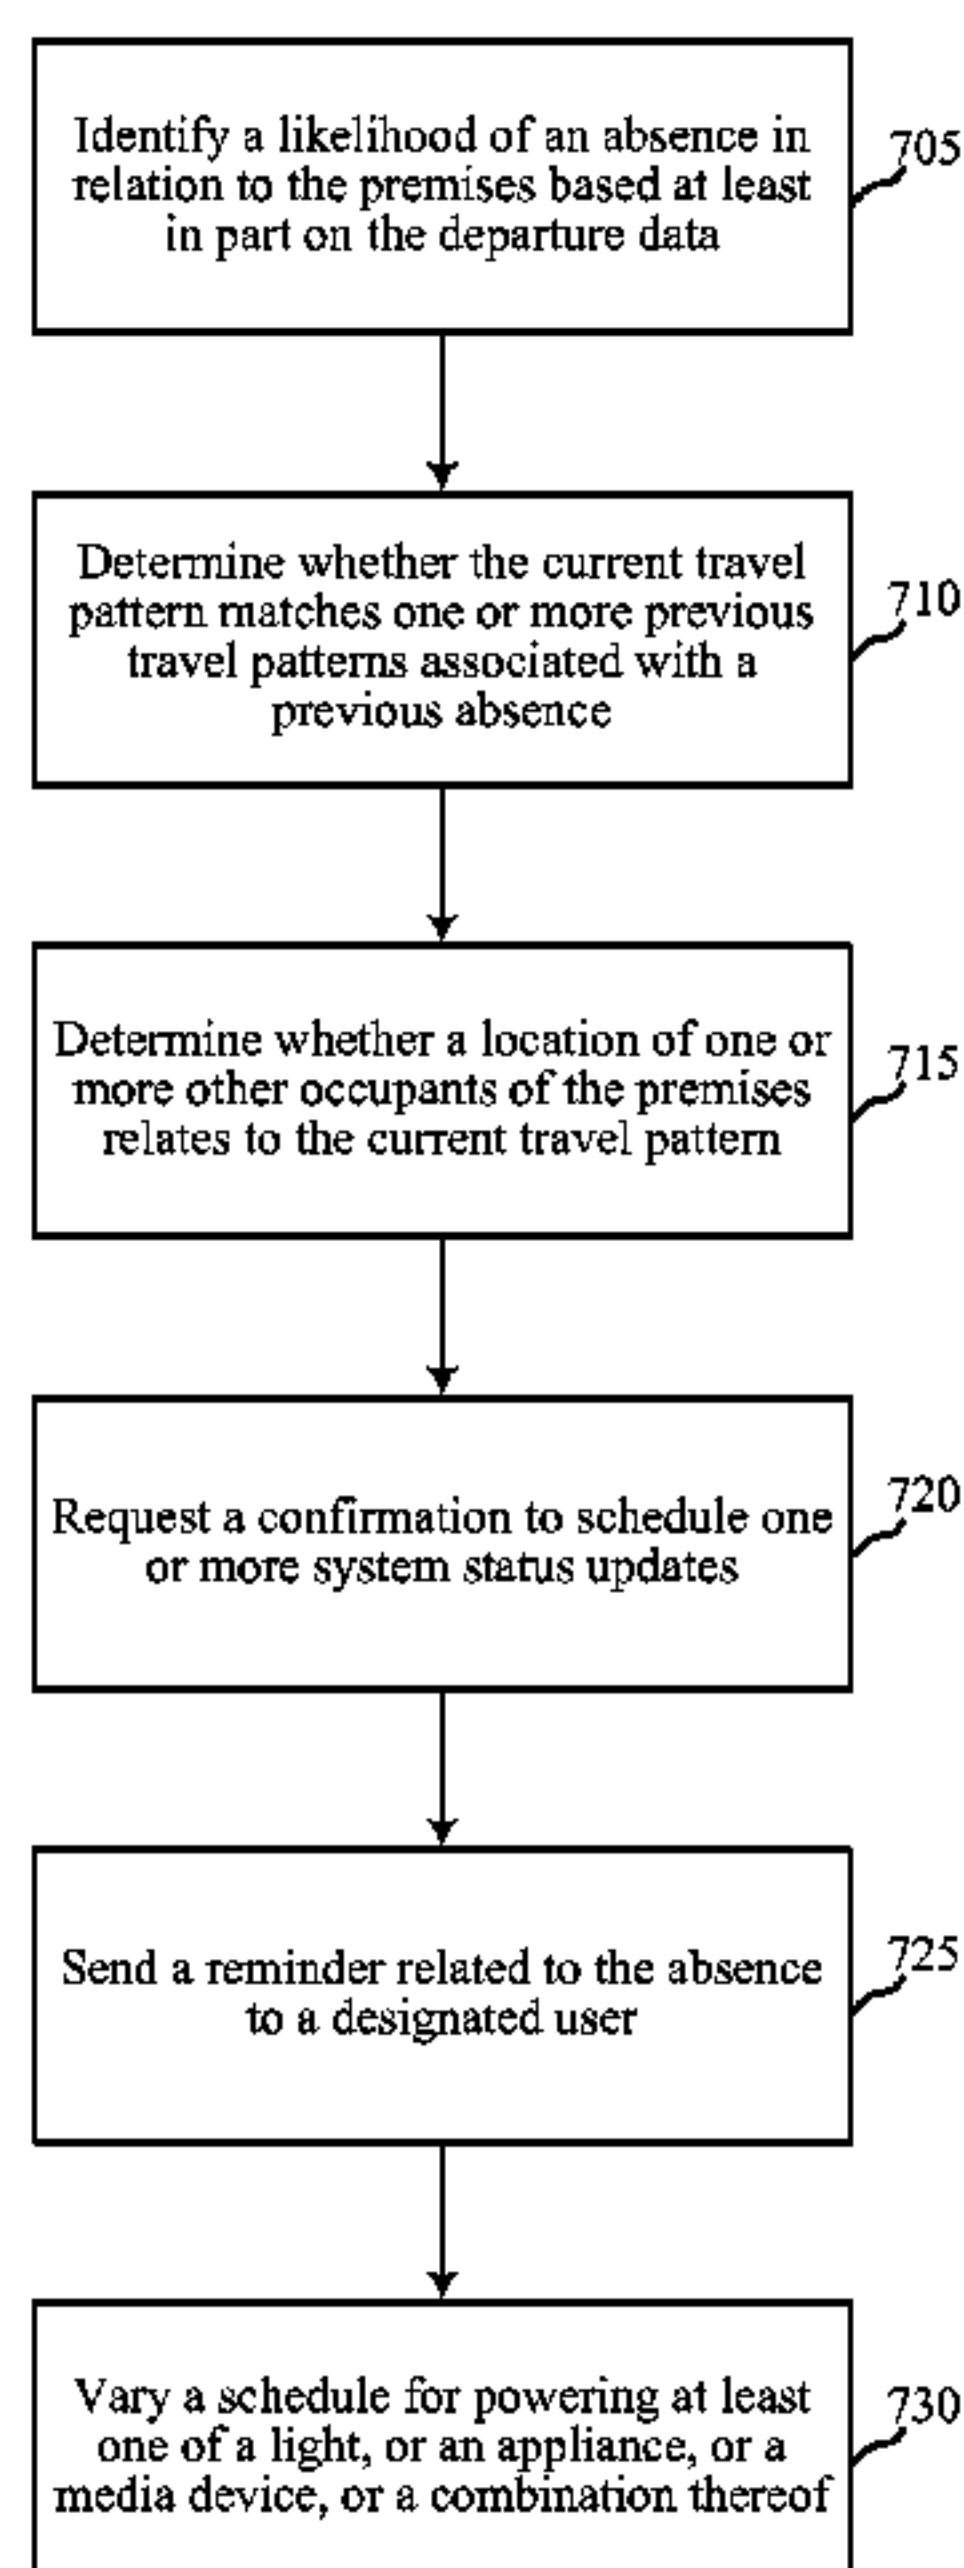 Identify a likelihood of an absence in
relation to the premises based at least
in part on the departure data
705
Determine whether the current travel
pattern matches one or more previous
travel patterns associated with a
previous absence
710
Determine whether a location of one or
more other occupants of the premises
relates to the current travel pattern
715
Request a confirmation to schedule one
or more system status updates
720
Send a reminder related to the absence
to a designated user
725
Vary a schedule for powering at least
one of a light, or an appliance, or a
media device, or a combination thereof
730